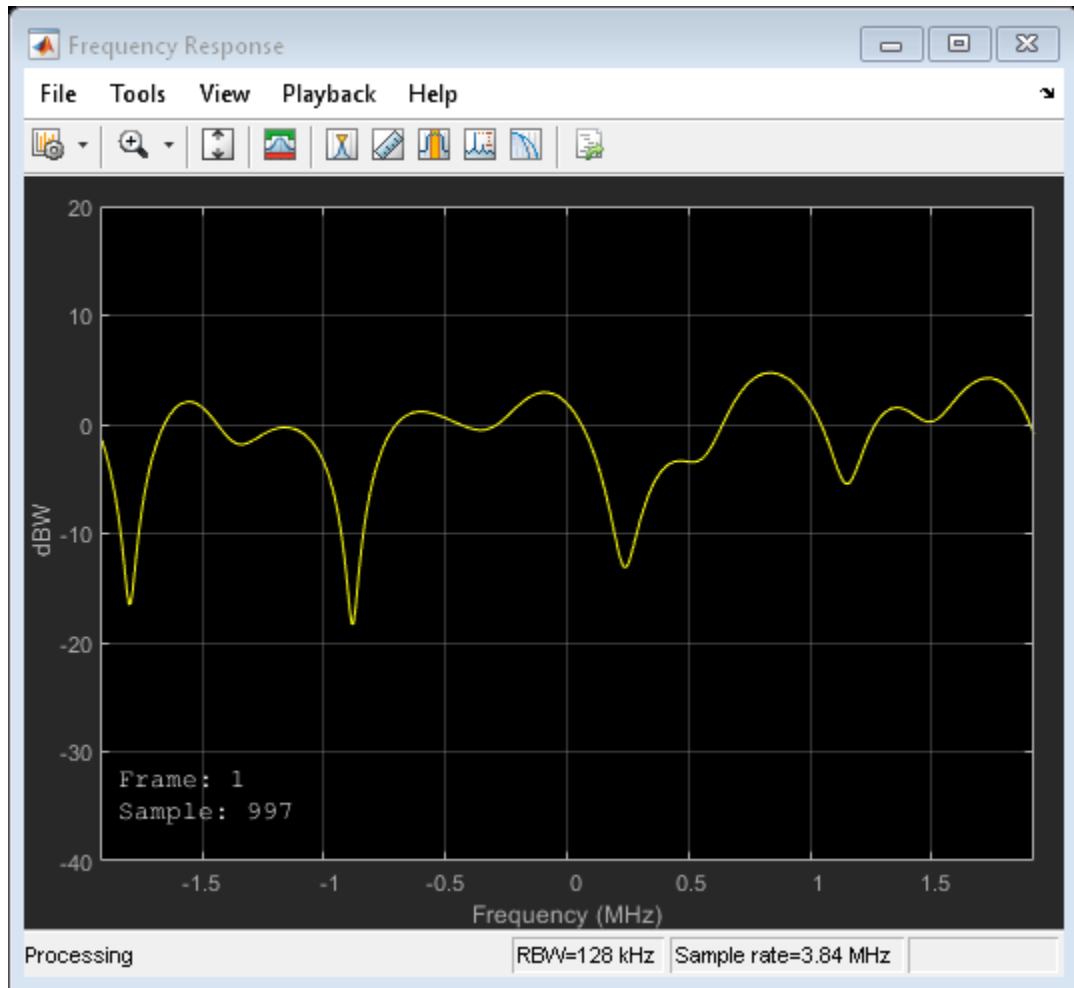 Frequency Response
File Tools View Playback Help
20
10
0
-10
-20
-30
-40
dBW
Frame: 1
Sample: 997
-1.5 -1 -0.5 0 0.5 1 1.5
Frequency (MHz)
Processing RBW=128 kHz Sample rate=3.84 MHz